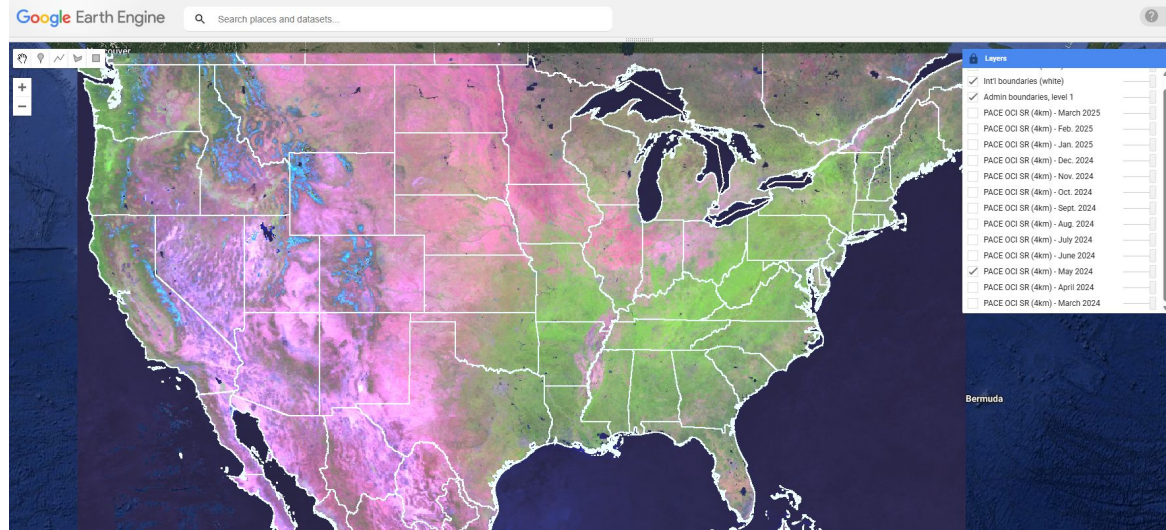 Google Earth Engine
Search places and datasets...
Layers
Int'l boundaries (white)
Admin boundaries, level 1
PACE OCI SR (4km) - March 2025
PACE OCI SR (4km) - Feb. 2025
PACE OCI SR (4km) - Jan. 2025
PACE OCI SR (4km) - Dec. 2024
PACE OCI SR (4km) - Nov. 2024
PACE OCI SR (4km) - Oct. 2024
PACE OCI SR (4km) - Sept. 2024
PACE OCI SR (4km) - Aug. 2024
PACE OCI SR (4km) - July 2024
PACE OCI SR (4km) - June 2024
PACE OCI SR (4km) - May 2024
PACE OCI SR (4km) - April 2024
PACE OCI SR (4km) - March 2024
Bermuda